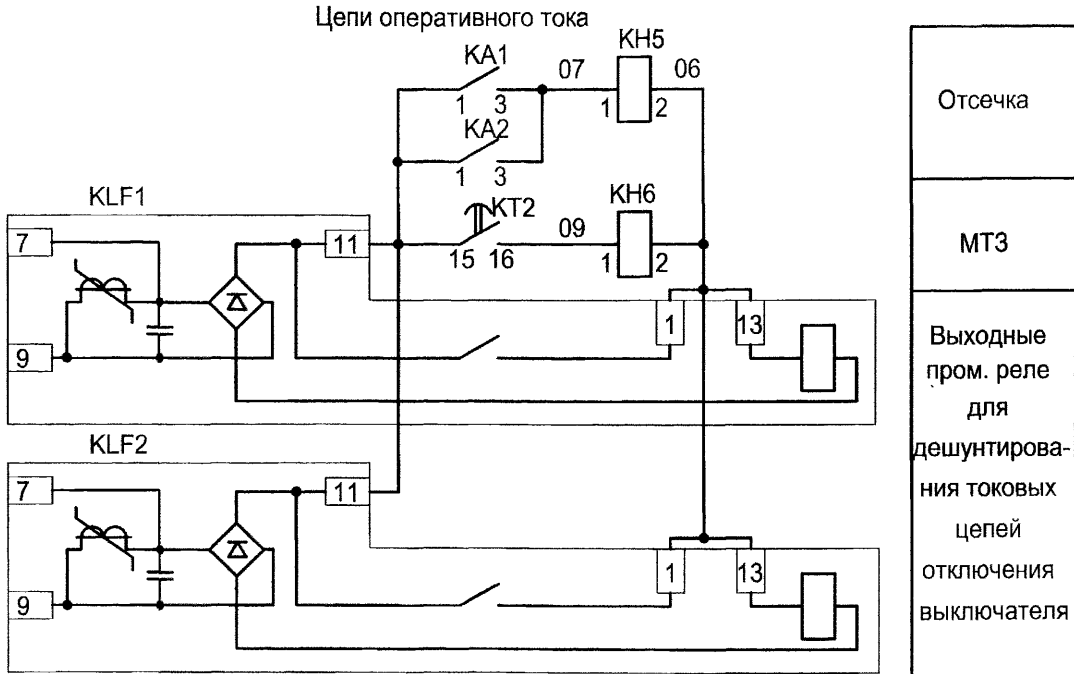 Цепи оперативного тока
KA1
KH5
07
06
1 3
1 2
KA2
1 3
Отсечка
KLF1
KT2
KH6
09
7
11
15 16
1 2
МТЗ
1
13
9
Выходные
пром. реле
для
дешунтирова-
ния токовых
цепей
отключения
выключателя
KLF2
7
11
1
13
9